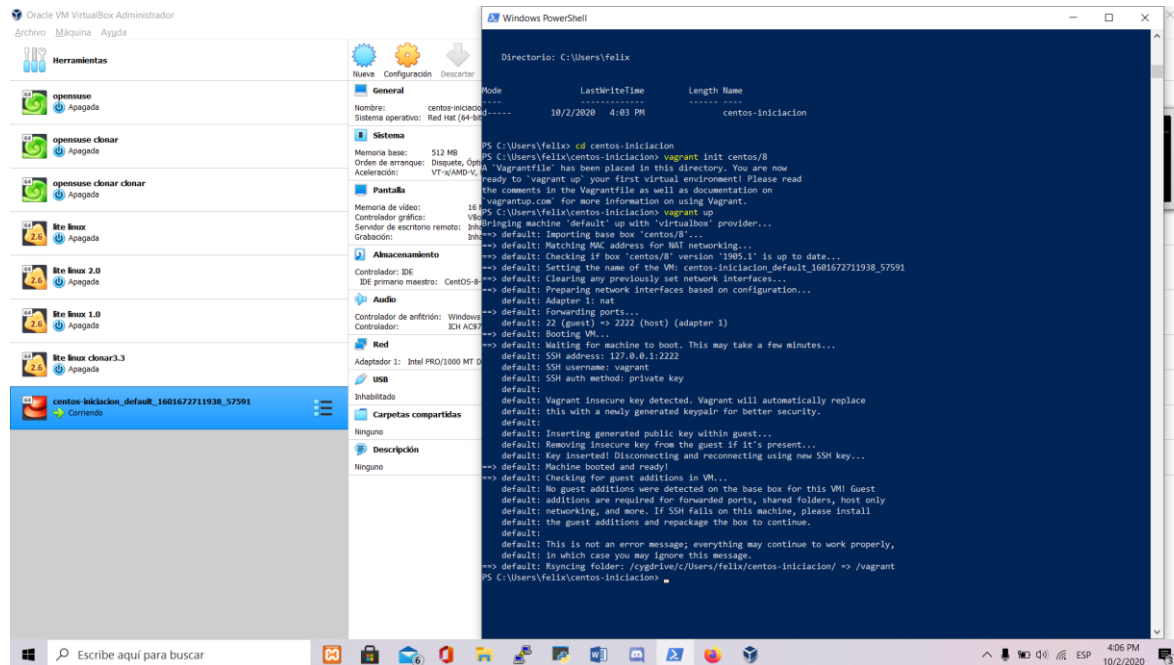 Oracle VM VirtualBox Administrador
Archivo Máquina Ayuda
Herramientas
opensuse
Apagada
opensuse clonar
Apagada
opensuse clonar clonar
Apagada
lite linux
Apagada
lite linux 2.0
Apagada
lite linux 1.0
Apagada
lite linux clonar3.3
Apagada
centos-iniciacion_default_1601672711938_57591
Corriendo
Nueva Configuración Descartar
General
Nombre: centos-iniciacio
Sistema operativo: Red Hat (64-bit
Sistema
Memoria base: 512 MB
Orden de arranque: Disquete, Ópti
Aceleración: VT-x/AMD-V,
Pantalla
Memoria de vídeo: 16
Controlador gráfico: VBo
Servidor de escritorio remoto: Inha
Grabación: Inha
Almacenamiento
Controlador: IDE
IDE primario maestro: CentOS-8-
Audio
Controlador de anfitrión: Windows
Controlador: ICH AC97
Red
Adaptador 1: Intel PRO/1000 MT D
USB
Inhabilitado
Carpetas compartidas
Ninguno
Descripción
Ninguno
Windows PowerShell
Directorio: C:\Users\felix
Mode LastWriteTime Length Name
---- ------------- ------ ----
d----- 10/2/2020 4:03 PM centos-iniciacion
PS C:\Users\felix> cd centos-iniciacion
PS C:\Users\felix\centos-iniciacion> vagrant init centos/8
A `Vagrantfile` has been placed in this directory. You are now
ready to `vagrant up` your first virtual environment! Please read
the comments in the Vagrantfile as well as documentation on
`vagrantup.com` for more information on using Vagrant.
PS C:\Users\felix\centos-iniciacion> vagrant up
Bringing machine 'default' up with 'virtualbox' provider...
==> default: Importing base box 'centos/8'...
==> default: Matching MAC address for NAT networking...
==> default: Checking if box 'centos/8' version '1905.1' is up to date...
==> default: Setting the name of the VM: centos-iniciacion_default_1601672711938_57591
==> default: Clearing any previously set network interfaces...
==> default: Preparing network interfaces based on configuration...
default: Adapter 1: nat
==> default: Forwarding ports...
default: 22 (guest) => 2222 (host) (adapter 1)
==> default: Booting VM...
==> default: Waiting for machine to boot. This may take a few minutes...
default: SSH address: 127.0.0.1:2222
default: SSH username: vagrant
default: SSH auth method: private key
default:
default: Vagrant insecure key detected. Vagrant will automatically replace
default: this with a newly generated keypair for better security.
default:
default: Inserting generated public key within guest...
default: Removing insecure key from the guest if it's present...
default: Key inserted! Disconnecting and reconnecting using new SSH key...
==> default: Machine booted and ready!
==> default: Checking for guest additions in VM...
default: No guest additions were detected on the base box for this VM! Guest
default: additions are required for forwarded ports, shared folders, host only
default: networking, and more. If SSH fails on this machine, please install
default: the guest additions and repackage the box to continue.
default:
default: This is not an error message; everything may continue to work properly,
default: in which case you may ignore this message.
==> default: Rsyncing folder: /cygdrive/c/Users/felix/centos-iniciacion/ => /vagrant
PS C:\Users\felix\centos-iniciacion>
Escribe aquí para buscar
ESP
4:06 PM
10/2/2020